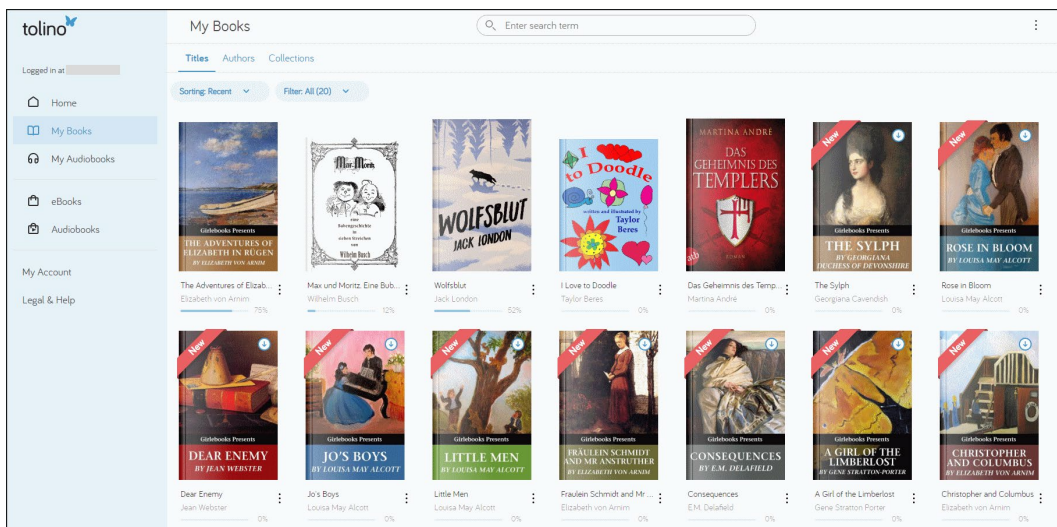 tolino
My Books
Enter search term
Titles Authors Collections
Logged in at
Sorting: Recent
Filter: All (20)
Home
My Books
My Audiobooks
eBooks
Audiobooks
My Account
Legal & Help
Girlebooks Presents
THE ADVENTURES OF
ELIZABETH IN RÜGEN
BY ELIZABETH VON ARNIM
Max Moritz
eine
Bubengeschichte
in
sieben Streichen
von
Wilhelm Busch
WOLFSBLUT
JACK LONDON
I
to Doodle
written and illustrated by
Taylor
Beres
MARTINA ANDRÉ
DAS
GEHEIMNIS DES
TEMPLERS
atb
ROMAN
New
Girlebooks Presents
THE SYLPH
BY GEORGIANA
DUCHESS OF DEVONSHIRE
New
Girlebooks Presents
ROSE IN BLOOM
BY LOUISA MAY ALCOTT
The Adventures of Elizab...
Elizabeth von Arnim
75%
Max und Moritz. Eine Bub...
Wilhelm Busch
12%
Wolfsblut
Jack London
52%
I Love to Doodle
Taylor Beres
0%
Das Geheimnis des Temp...
Martina André
0%
The Sylph
Georgiana Cavendish
0%
Rose in Bloom
Louisa May Alcott
0%
New
Girlebooks Presents
DEAR ENEMY
BY JEAN WEBSTER
New
Girlebooks Presents
JO'S BOYS
BY LOUISA MAY ALCOTT
New
Girlebooks Presents
LITTLE MEN
BY LOUISA MAY ALCOTT
New
Girlebooks Presents
FRÄULEIN SCHMIDT
AND MR ANSTRUTHER
BY ELIZABETH VON ARNIM
New
Girlebooks Presents
CONSEQUENCES
BY E.M. DELAFIELD
New
Girlebooks Presents
A GIRL OF THE
LIMBERLOST
BY GENE STRATTON-PORTER
New
Girlebooks Presents
CHRISTOPHER
AND COLUMBUS
BY ELIZABETH VON ARNIM
Dear Enemy
Jean Webster
0%
Jo's Boys
Louisa May Alcott
0%
Little Men
Louisa May Alcott
0%
Fraulein Schmidt and Mr ...
Elizabeth von Arnim
0%
Consequences
E.M. Delafield
0%
A Girl of the Limberlost
Gene Stratton Porter
0%
Christopher and Columbus
Elizabeth von Arnim
0%